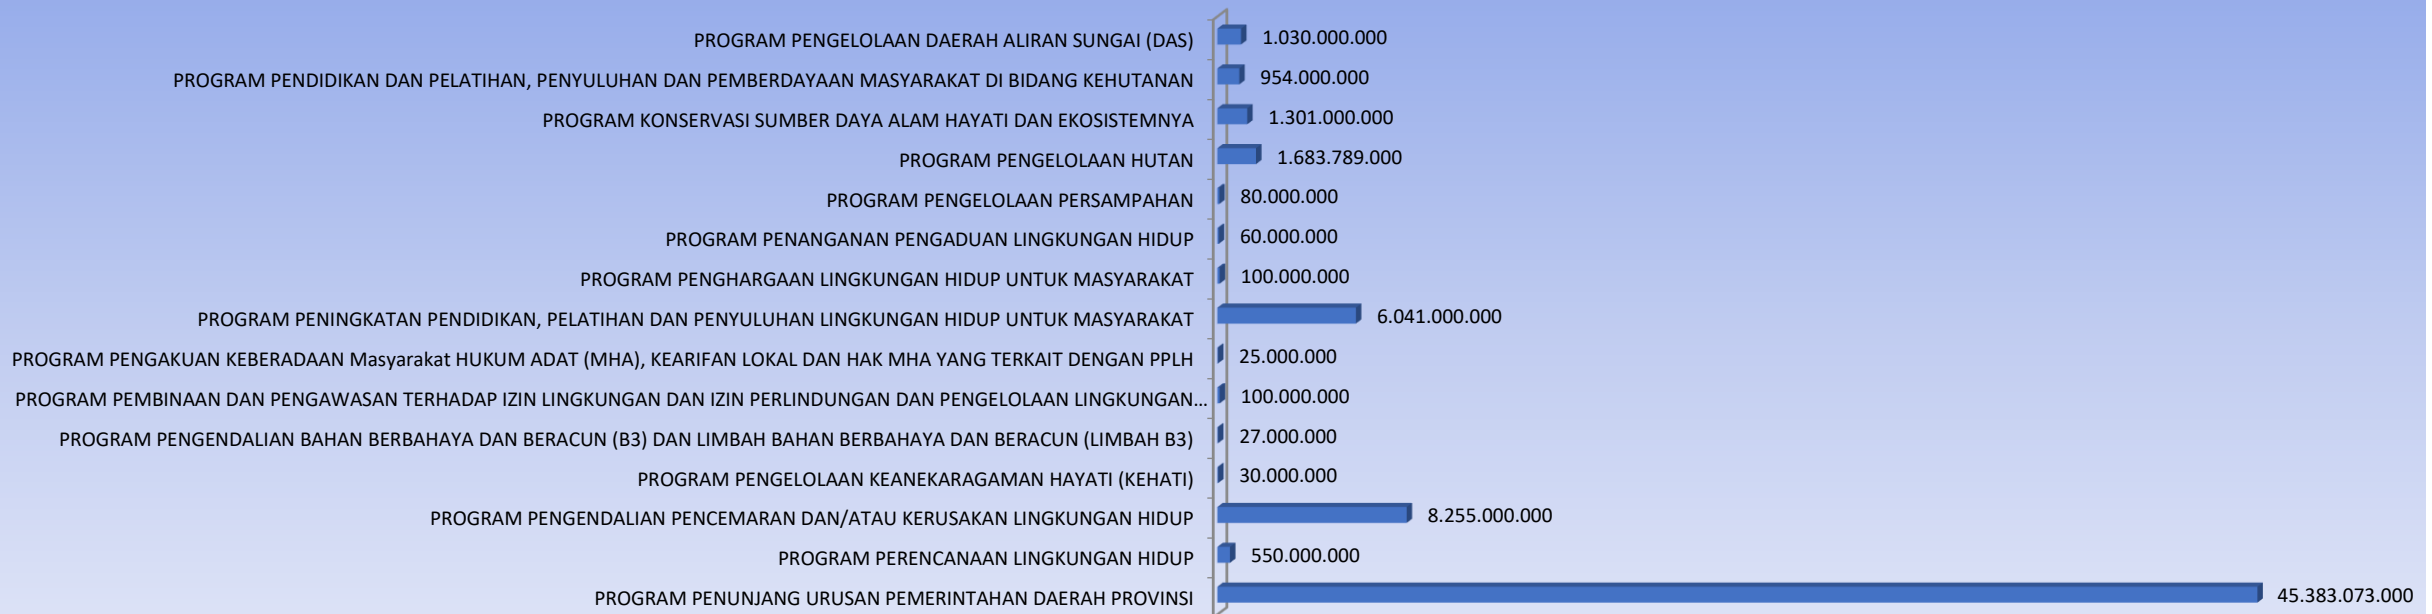 PROGRAM PENGELOLAAN DAERAH ALIRAN SUNGAI (DAS) 1.030.000.000
PROGRAM PENDIDIKAN DAN PELATIHAN, PENYULUHAN DAN PEMBERDAYAAN MASYARAKAT DI BIDANG KEHUTANAN 954.000.000
PROGRAM KONSERVASI SUMBER DAYA ALAM HAYATI DAN EKOSISTEMNYA 1.301.000.000
PROGRAM PENGELOLAAN HUTAN 1.683.789.000
PROGRAM PENGELOLAAN PERSAMPAHAN 80.000.000
PROGRAM PENANGANAN PENGADUAN LINGKUNGAN HIDUP 60.000.000
PROGRAM PENGHARGAAN LINGKUNGAN HIDUP UNTUK MASYARAKAT 100.000.000
PROGRAM PENINGKATAN PENDIDIKAN, PELATIHAN DAN PENYULUHAN LINGKUNGAN HIDUP UNTUK MASYARAKAT 6.041.000.000
PROGRAM PENGAKUAN KEBERADAAN Masyarakat HUKUM ADAT (MHA), KEARIFAN LOKAL DAN HAK MHA YANG TERKAIT DENGAN PPLH 25.000.000
PROGRAM PEMBINAAN DAN PENGAWASAN TERHADAP IZIN LINGKUNGAN DAN IZIN PERLINDUNGAN DAN PENGELOLAAN LINGKUNGAN... 100.000.000
PROGRAM PENGENDALIAN BAHAN BERBAHAYA DAN BERACUN (B3) DAN LIMBAH BAHAN BERBAHAYA DAN BERACUN (LIMBAH B3) 27.000.000
PROGRAM PENGELOLAAN KEANEKARAGAMAN HAYATI (KEHATI) 30.000.000
PROGRAM PENGENDALIAN PENCEMARAN DAN/ATAU KERUSAKAN LINGKUNGAN HIDUP 8.255.000.000
PROGRAM PERENCANAAN LINGKUNGAN HIDUP 550.000.000
PROGRAM PENUNJANG URUSAN PEMERINTAHAN DAERAH PROVINSI 45.383.073.000